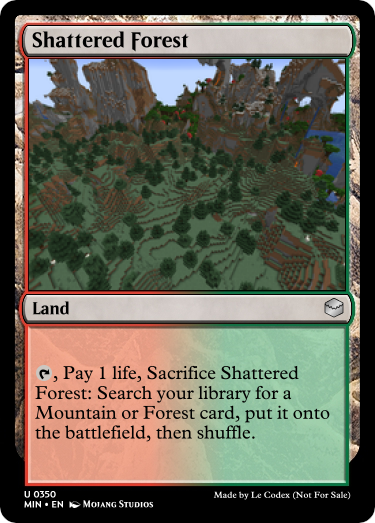 Shattered Forest
Land
, Pay 1 life, Sacrifice Shattered
Forest: Search your library for a
Mountain or Forest card, put it onto
the battlefield, then shuffle.
U 0350
MIN • EN Mojang Studios
Made by Le Codex (Not For Sale)